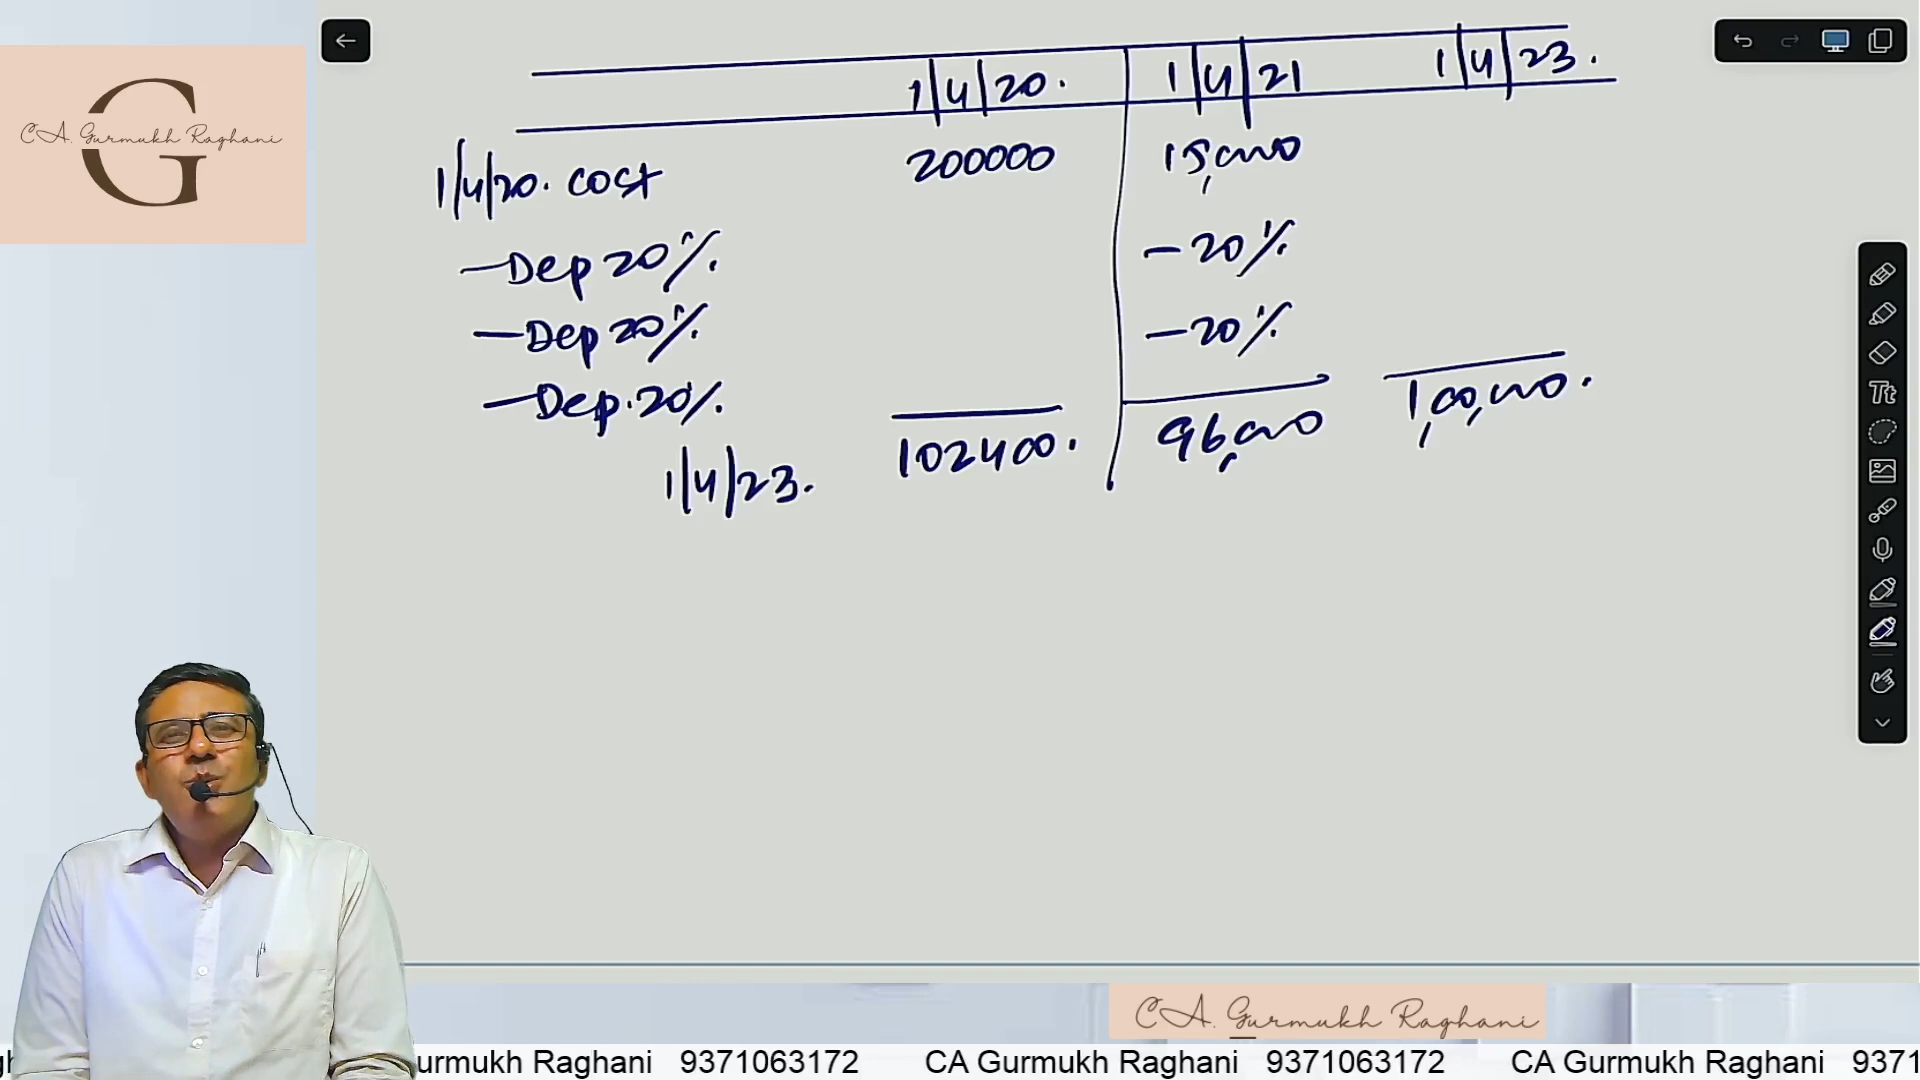 CA. Gurmukh Raghani
G
1/4/20. 1/4/21 1/4/23.
1/4/20. cost 200000 15,000
—Dep 20% —20%
—Dep 20% —20%
—Dep. 20%
1/4/23. 102400. 96,000 1,00,000.
Tt
CA. Gurmukh Raghani
urmukh Raghani 9371063172 CA Gurmukh Raghani 9371063172 CA Gurmukh Raghani 9371